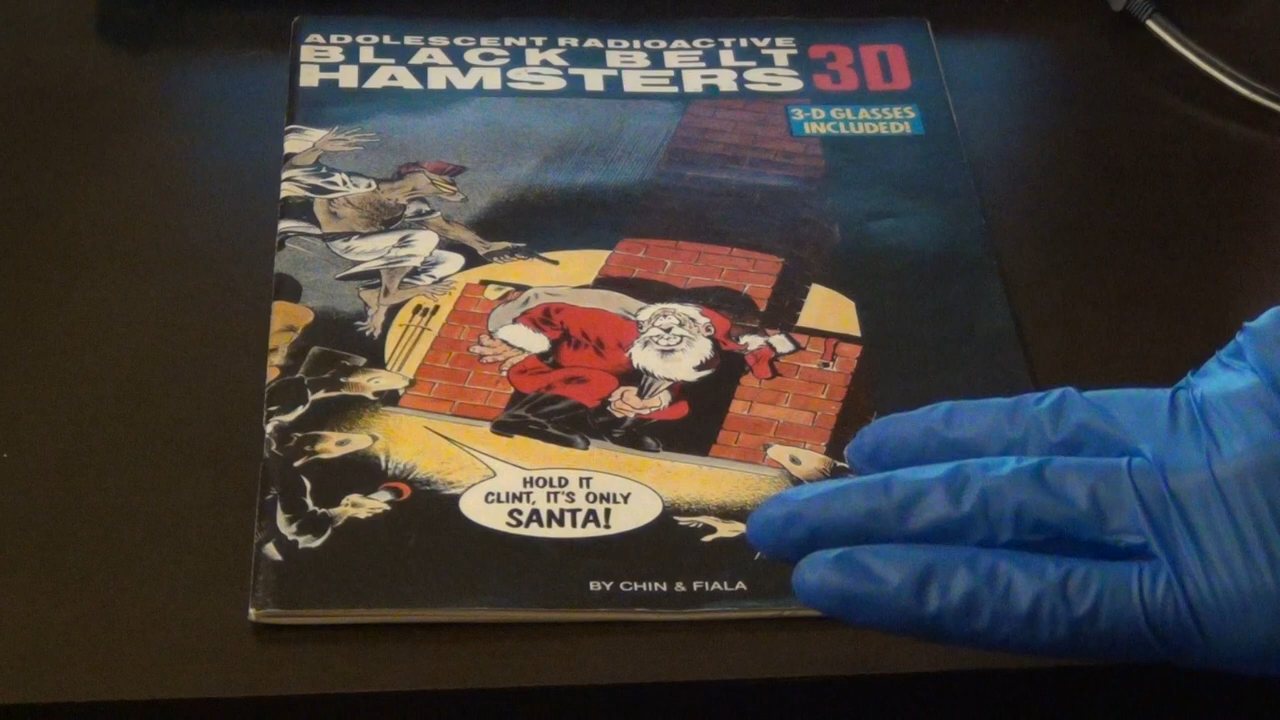 ADOLESCENT RADIOACTIVE
BLACK BELT
HAMSTERS 3D
3-D GLASSES
INCLUDED!
HOLD IT
CLINT, IT'S ONLY
SANTA!
BY CHIN & FIALA